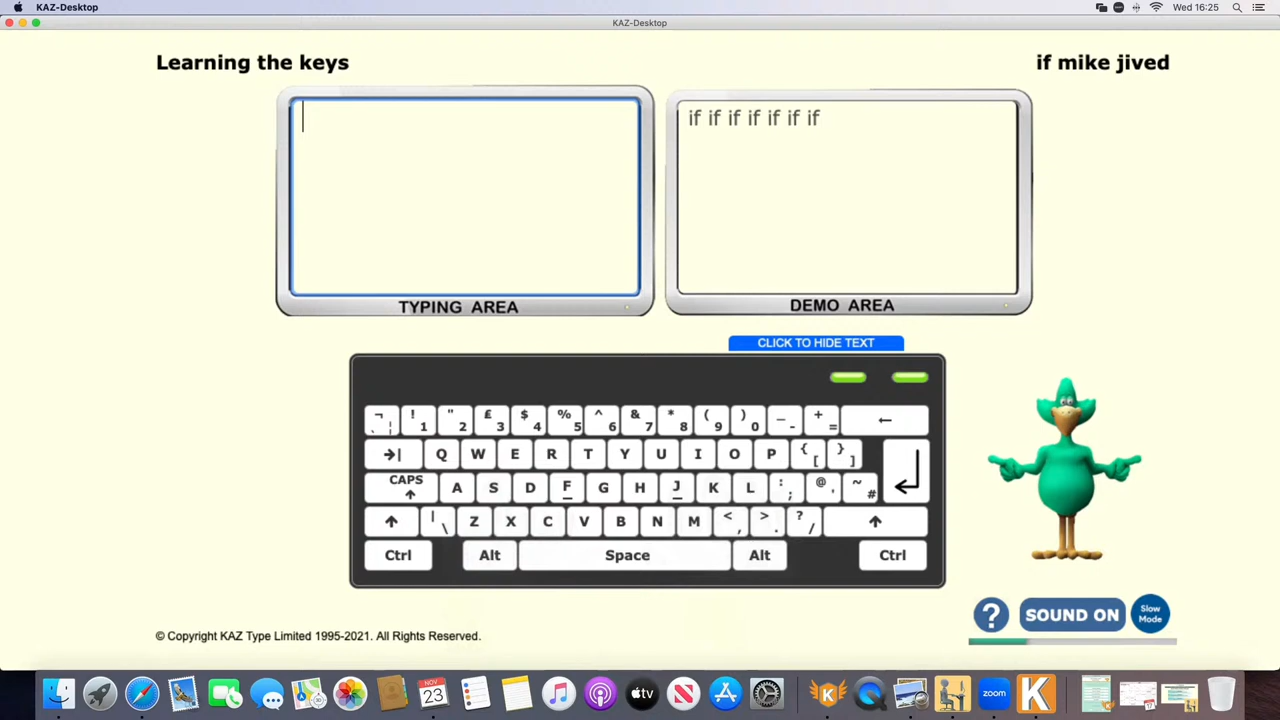 KAZ-Desktop
Wed 16:25
KAZ-Desktop
Learning the keys
if mike jived
if if if if if if if
TYPING AREA
DEMO AREA
CLICK TO HIDE TEXT
¬ ` ¦ ! 1 " 2 £ 3 $ 4 % 5 ^ 6 & 7 * 8 ( 9 ) 0 _ - + = ←
→| Q W E R T Y U I O P { [ } ]
CAPS A S D F G H J K L : ; @ ' ~ #
| \ Z X C V B N M < , > . ? /
Ctrl Alt Space Alt Ctrl
? SOUND ON Slow Mode
© Copyright KAZ Type Limited 1995-2021. All Rights Reserved.
NOV 23
tv
zoom
K